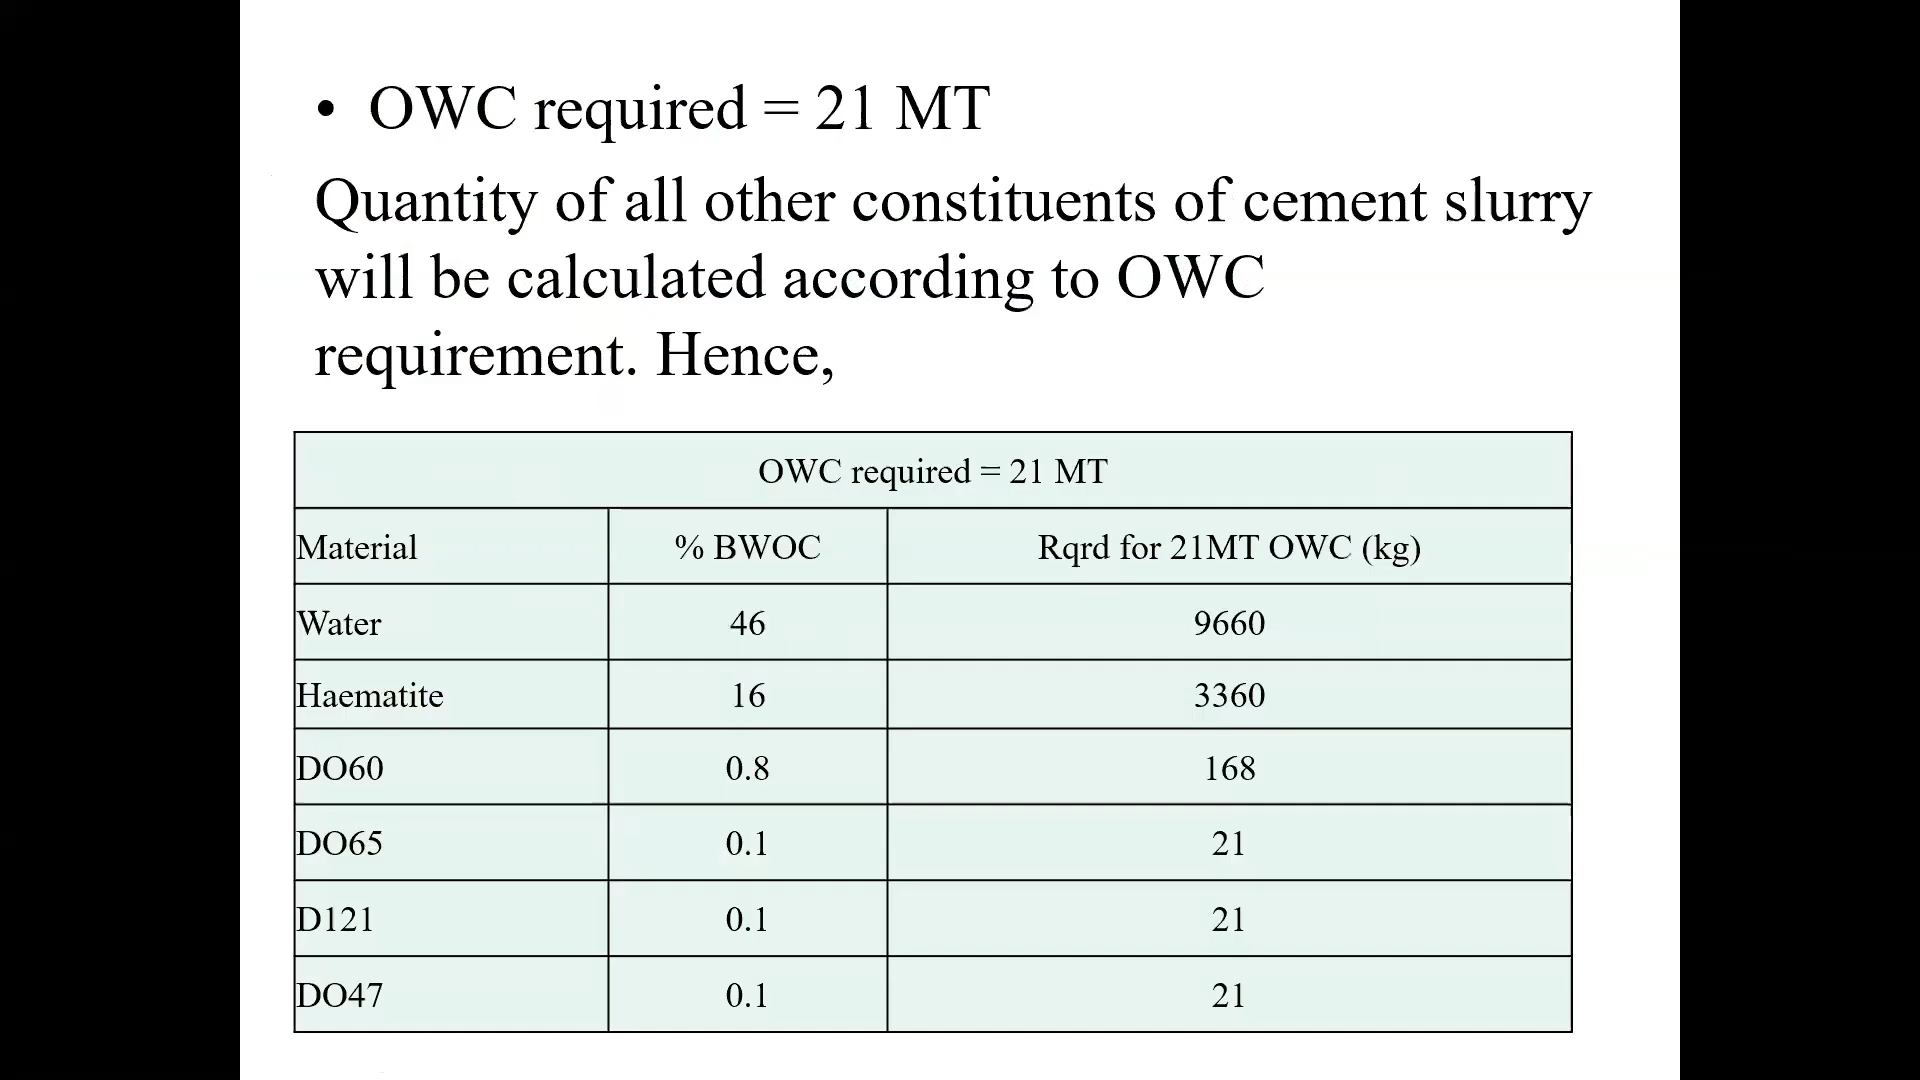 • OWC required = 21 MT
Quantity of all other constituents of cement slurry
will be calculated according to OWC
requirement. Hence,
OWC required = 21 MT
Material % BWOC Rqrd for 21MT OWC (kg)
Water 46 9660
Haematite 16 3360
DO60 0.8 168
DO65 0.1 21
D121 0.1 21
DO47 0.1 21